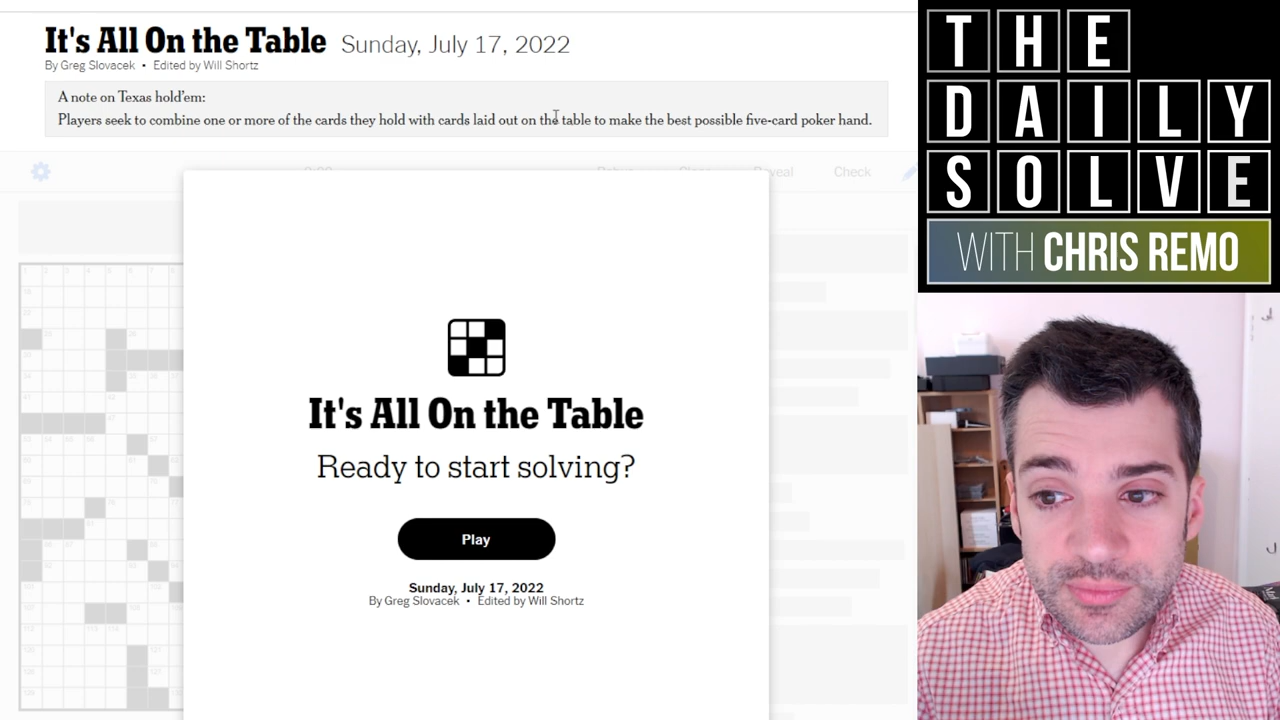 It's All On the Table Sunday, July 17, 2022
By Greg Slovacek • Edited by Will Shortz
A note on Texas hold'em:
Players seek to combine one or more of the cards they hold with cards laid out on the table to make the best possible five-card poker hand.
Check
It's All On the Table
Ready to start solving?
Play
Sunday, July 17, 2022
By Greg Slovacek • Edited by Will Shortz
THE
DAILY
SOLVE
WITH CHRIS REMO